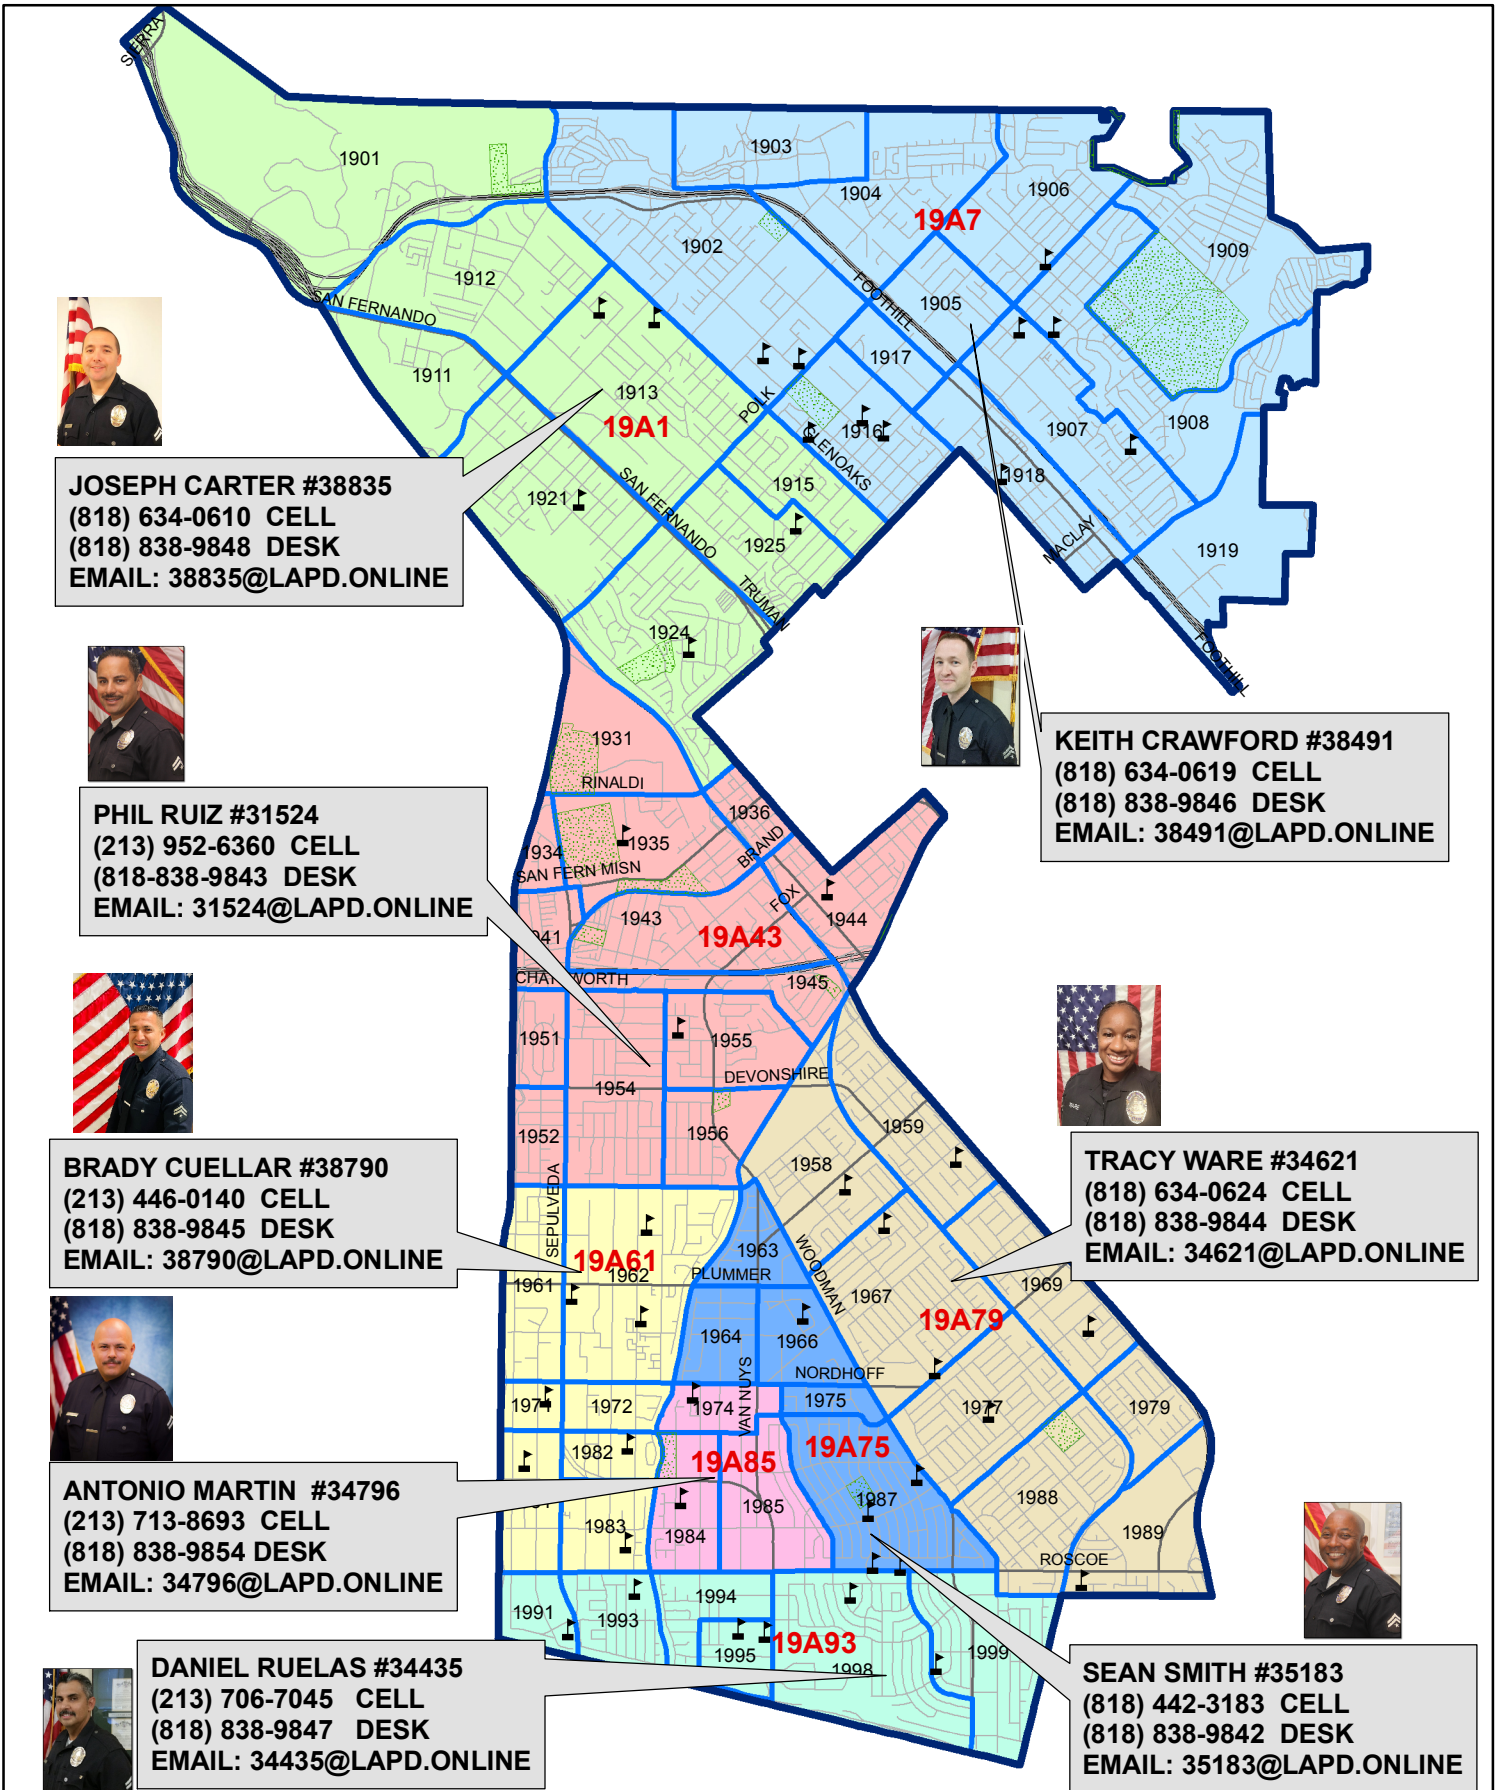 SIERRA
1901
1903
1904
1906
19A7
1902
1909
1912
FOOTHILL
1905
SAN FERNANDO
1911
1917
1913
19A1
POLK
1916
GLENOAKS
1907
1908
1918
1915
1921
SAN FERNANDO
1925
MACLAY
1919
TRUMAN
1924
FOOTHILL
JOSEPH CARTER #38835
(818) 634-0610 CELL
(818) 838-9848 DESK
EMAIL: 38835@LAPD.ONLINE
KEITH CRAWFORD #38491
(818) 634-0619 CELL
(818) 838-9846 DESK
EMAIL: 38491@LAPD.ONLINE
1931
RINALDI
1936
1934
1935
BRAND
SAN FERN MISN
FOX
1943
1944
19A43
CHATSWORTH
1945
1951
1955
1954
DEVONSHIRE
1952
1956
PHIL RUIZ #31524
(213) 952-6360 CELL
(818-838-9843 DESK
EMAIL: 31524@LAPD.ONLINE
BRADY CUELLAR #38790
(213) 446-0140 CELL
(818) 838-9845 DESK
EMAIL: 38790@LAPD.ONLINE
TRACY WARE #34621
(818) 634-0624 CELL
(818) 838-9844 DESK
EMAIL: 34621@LAPD.ONLINE
1959
1958
SEPULVEDA
1963
WOODMAN
19A61
1961
1962
PLUMMER
1967
1969
19A79
1964
1966
VAN NUYS
NORDHOFF
1972
1974
1975
1977
1979
1982
19A85
19A75
1985
1987
1988
1983
1984
1989
ROSCOE
ANTONIO MARTIN #34796
(213) 713-8693 CELL
(818) 838-9854 DESK
EMAIL: 34796@LAPD.ONLINE
1991
1993
1994
1995
19A93
1998
1999
DANIEL RUELAS #34435
(213) 706-7045 CELL
(818) 838-9847 DESK
EMAIL: 34435@LAPD.ONLINE
SEAN SMITH #35183
(818) 442-3183 CELL
(818) 838-9842 DESK
EMAIL: 35183@LAPD.ONLINE